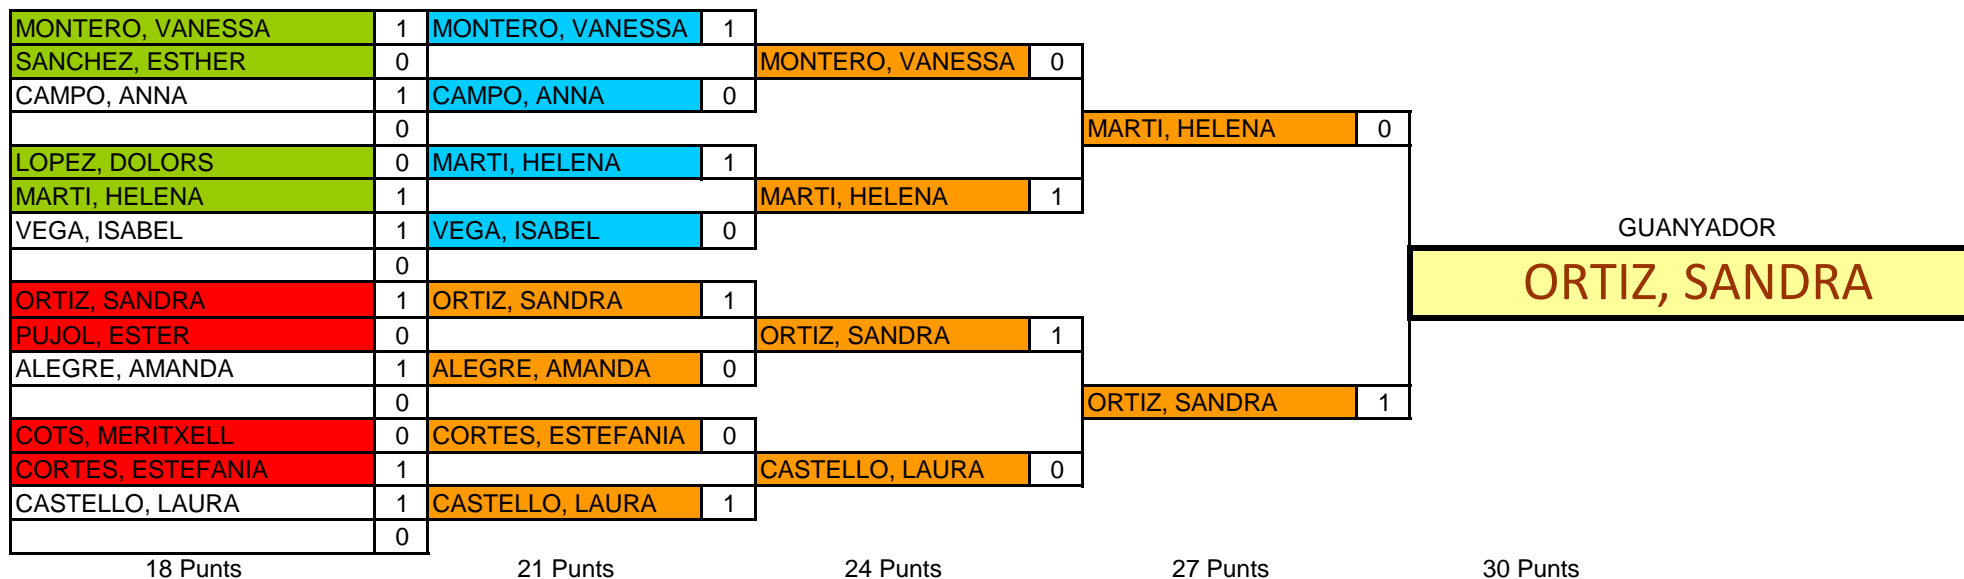 MONTERO, VANESSA 1 MONTERO, VANESSA 1
SANCHEZ, ESTHER 0 MONTERO, VANESSA 0
CAMPO, ANNA 1 CAMPO, ANNA 0
0 MARTI, HELENA 0
LOPEZ, DOLORS 0 MARTI, HELENA 1
MARTI, HELENA 1 MARTI, HELENA 1
VEGA, ISABEL 1 VEGA, ISABEL 0 GUANYADOR
0
ORTIZ, SANDRA
ORTIZ, SANDRA 1 ORTIZ, SANDRA 1
PUJOL, ESTER 0 ORTIZ, SANDRA 1
ALEGRE, AMANDA 1 ALEGRE, AMANDA 0
0 ORTIZ, SANDRA 1
COTS, MERITXELL 0 CORTES, ESTEFANIA 0
CORTES, ESTEFANIA 1 CASTELLO, LAURA 0
CASTELLO, LAURA 1 CASTELLO, LAURA 1
0
18 Punts 21 Punts 24 Punts 27 Punts 30 Punts